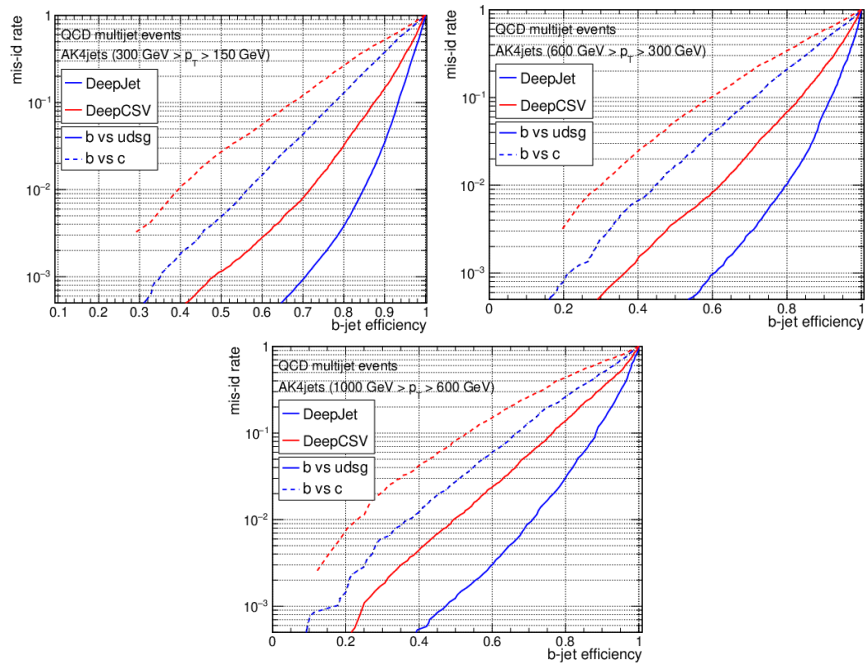 mis-id rate
1
10⁻¹
10⁻²
10⁻³
QCD multijet events
AK4jets (300 GeV > p_T > 150 GeV)
DeepJet
DeepCSV
b vs udsg
b vs c
0.1 0.2 0.3 0.4 0.5 0.6 0.7 0.8 0.9 1
b-jet efficiency
mis-id rate
1
10⁻¹
10⁻²
10⁻³
QCD multijet events
AK4jets (600 GeV > p_T > 300 GeV)
DeepJet
DeepCSV
b vs udsg
b vs c
0 0.2 0.4 0.6 0.8 1
b-jet efficiency
mis-id rate
1
10⁻¹
10⁻²
10⁻³
QCD multijet events
AK4jets (1000 GeV > p_T > 600 GeV)
DeepJet
DeepCSV
b vs udsg
b vs c
0 0.2 0.4 0.6 0.8 1
b-jet efficiency